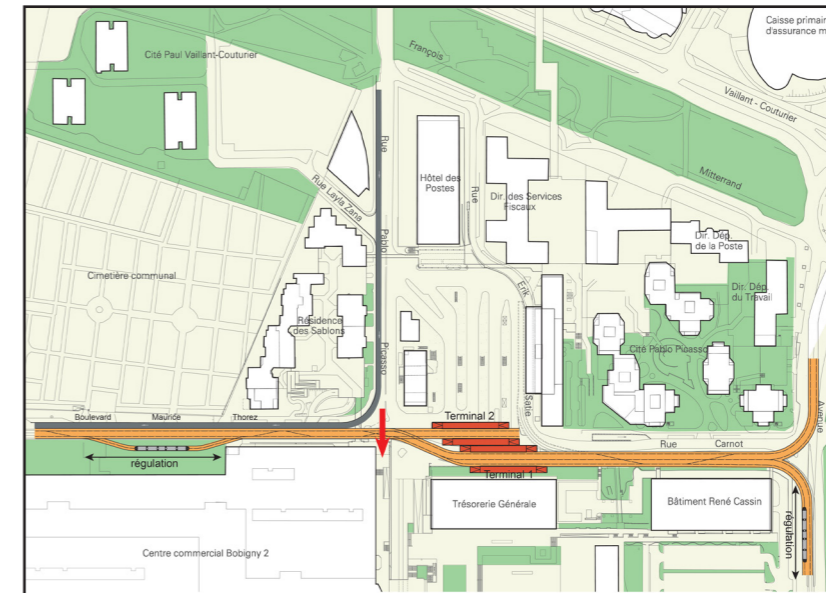 Caisse primair
d'assurance m
Cité Paul Vaillant-Couturier
François
Vaillant - Couturier
Mitterrand
Rue
Rue Layla Zana
Hôtel des
Postes
Rue
Dir. des Services
Fiscaux
Pablo
Dir. Dép.
de la Poste
Cimetière communal
Erik
Dir. Dép.
du Travail
Résidence
des Sablons
Picasso
Cité Pablo Picasso
Satie
Avenue
Boulevard
Maurice
Thorez
Terminal 2
Rue
Carnot
régulation
Terminal 1
Trésorerie Générale
Bâtiment René Cassin
régulation
Centre commercial Bobigny 2